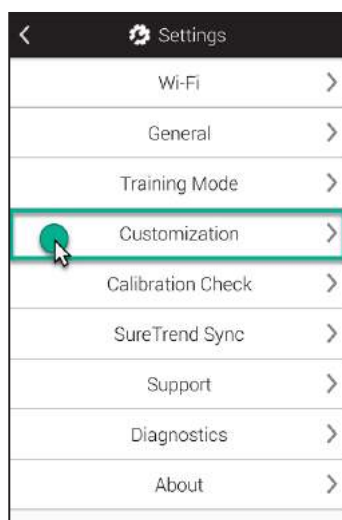 Settings
Wi-Fi
General
Training Mode
Customization
Calibration Check
SureTrend Sync
Support
Diagnostics
About